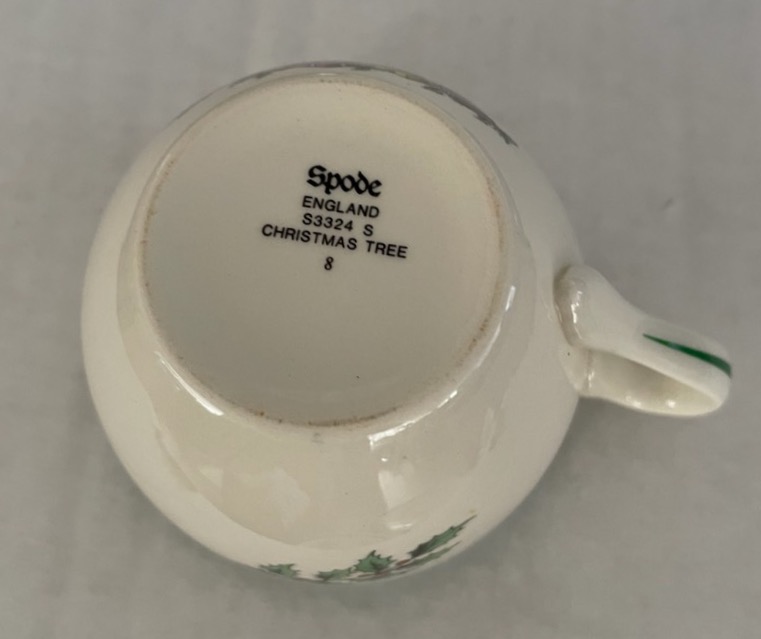 Spode
ENGLAND
S3324 S
CHRISTMAS TREE
8